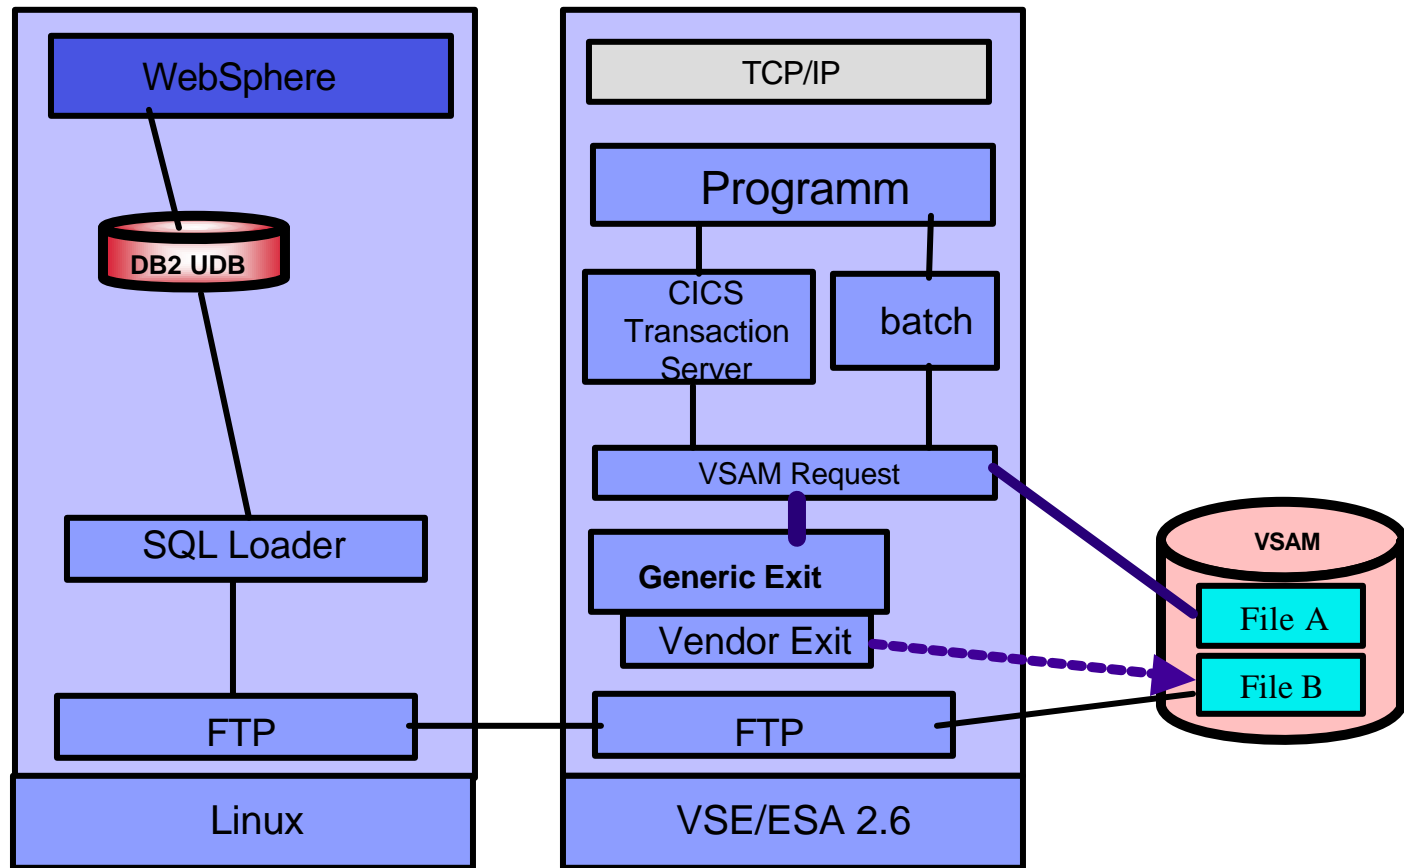 WebSphere
DB2 UDB
SQL Loader
FTP
Linux
TCP/IP
Programm
CICS
Transaction
Server
batch
VSAM Request
Generic Exit
Vendor Exit
FTP
VSE/ESA 2.6
VSAM
File A
File B